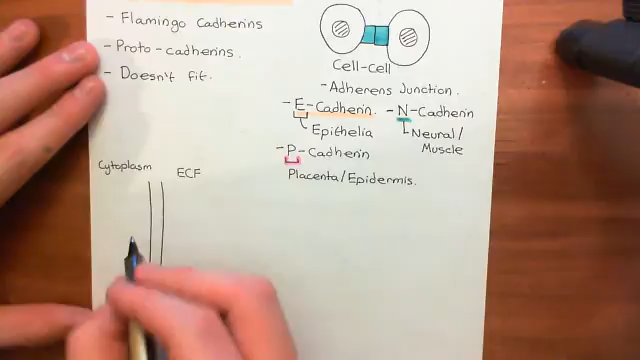 - Flamingo Cadherins
- Proto-cadherins.
- Doesn't fit.
Cell-cell
- Adherens Junction.
- E-Cadherin.
Epithelia
- N-Cadherin
Neural/
Muscle
- P-Cadherin
Placenta/Epidermis.
Cytoplasm
ECF